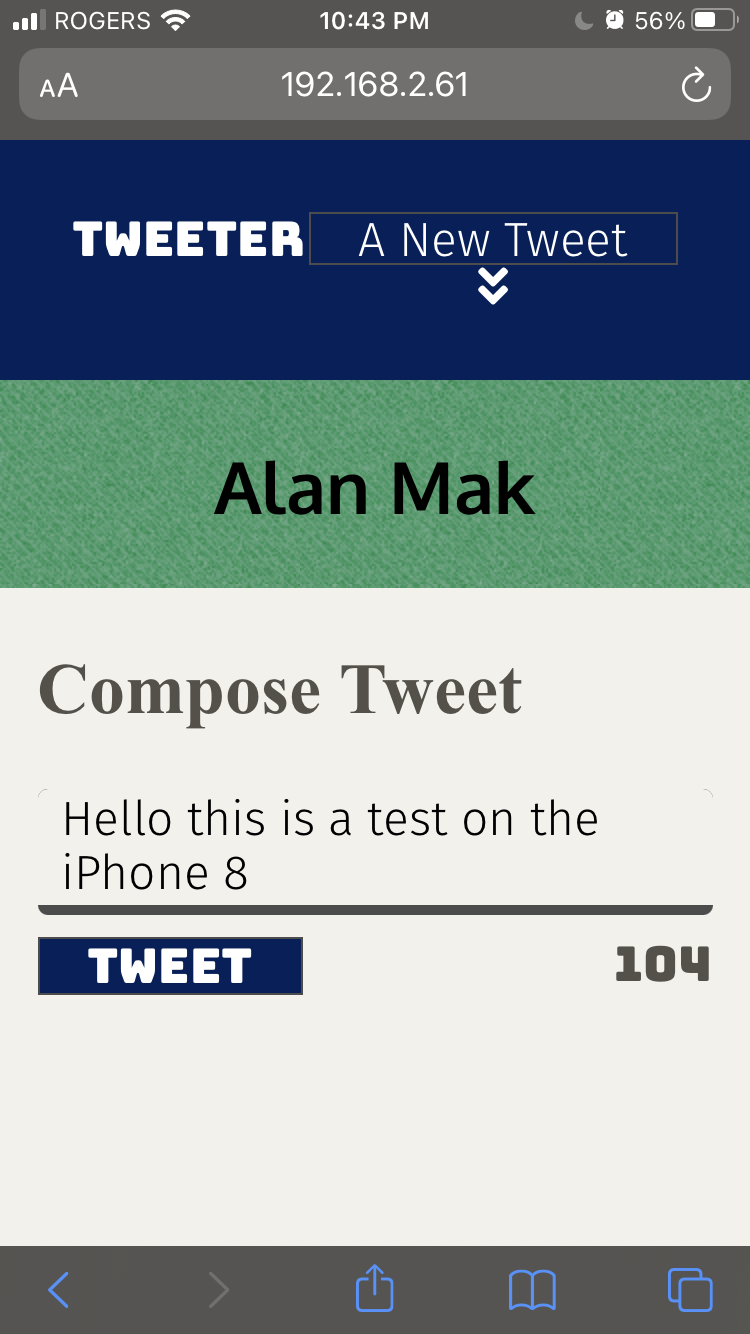 ROGERS 10:43 PM 56%
AA 192.168.2.61
TWEETER A New Tweet
Alan Mak
Compose Tweet
Hello this is a test on the
iPhone 8
TWEET 104